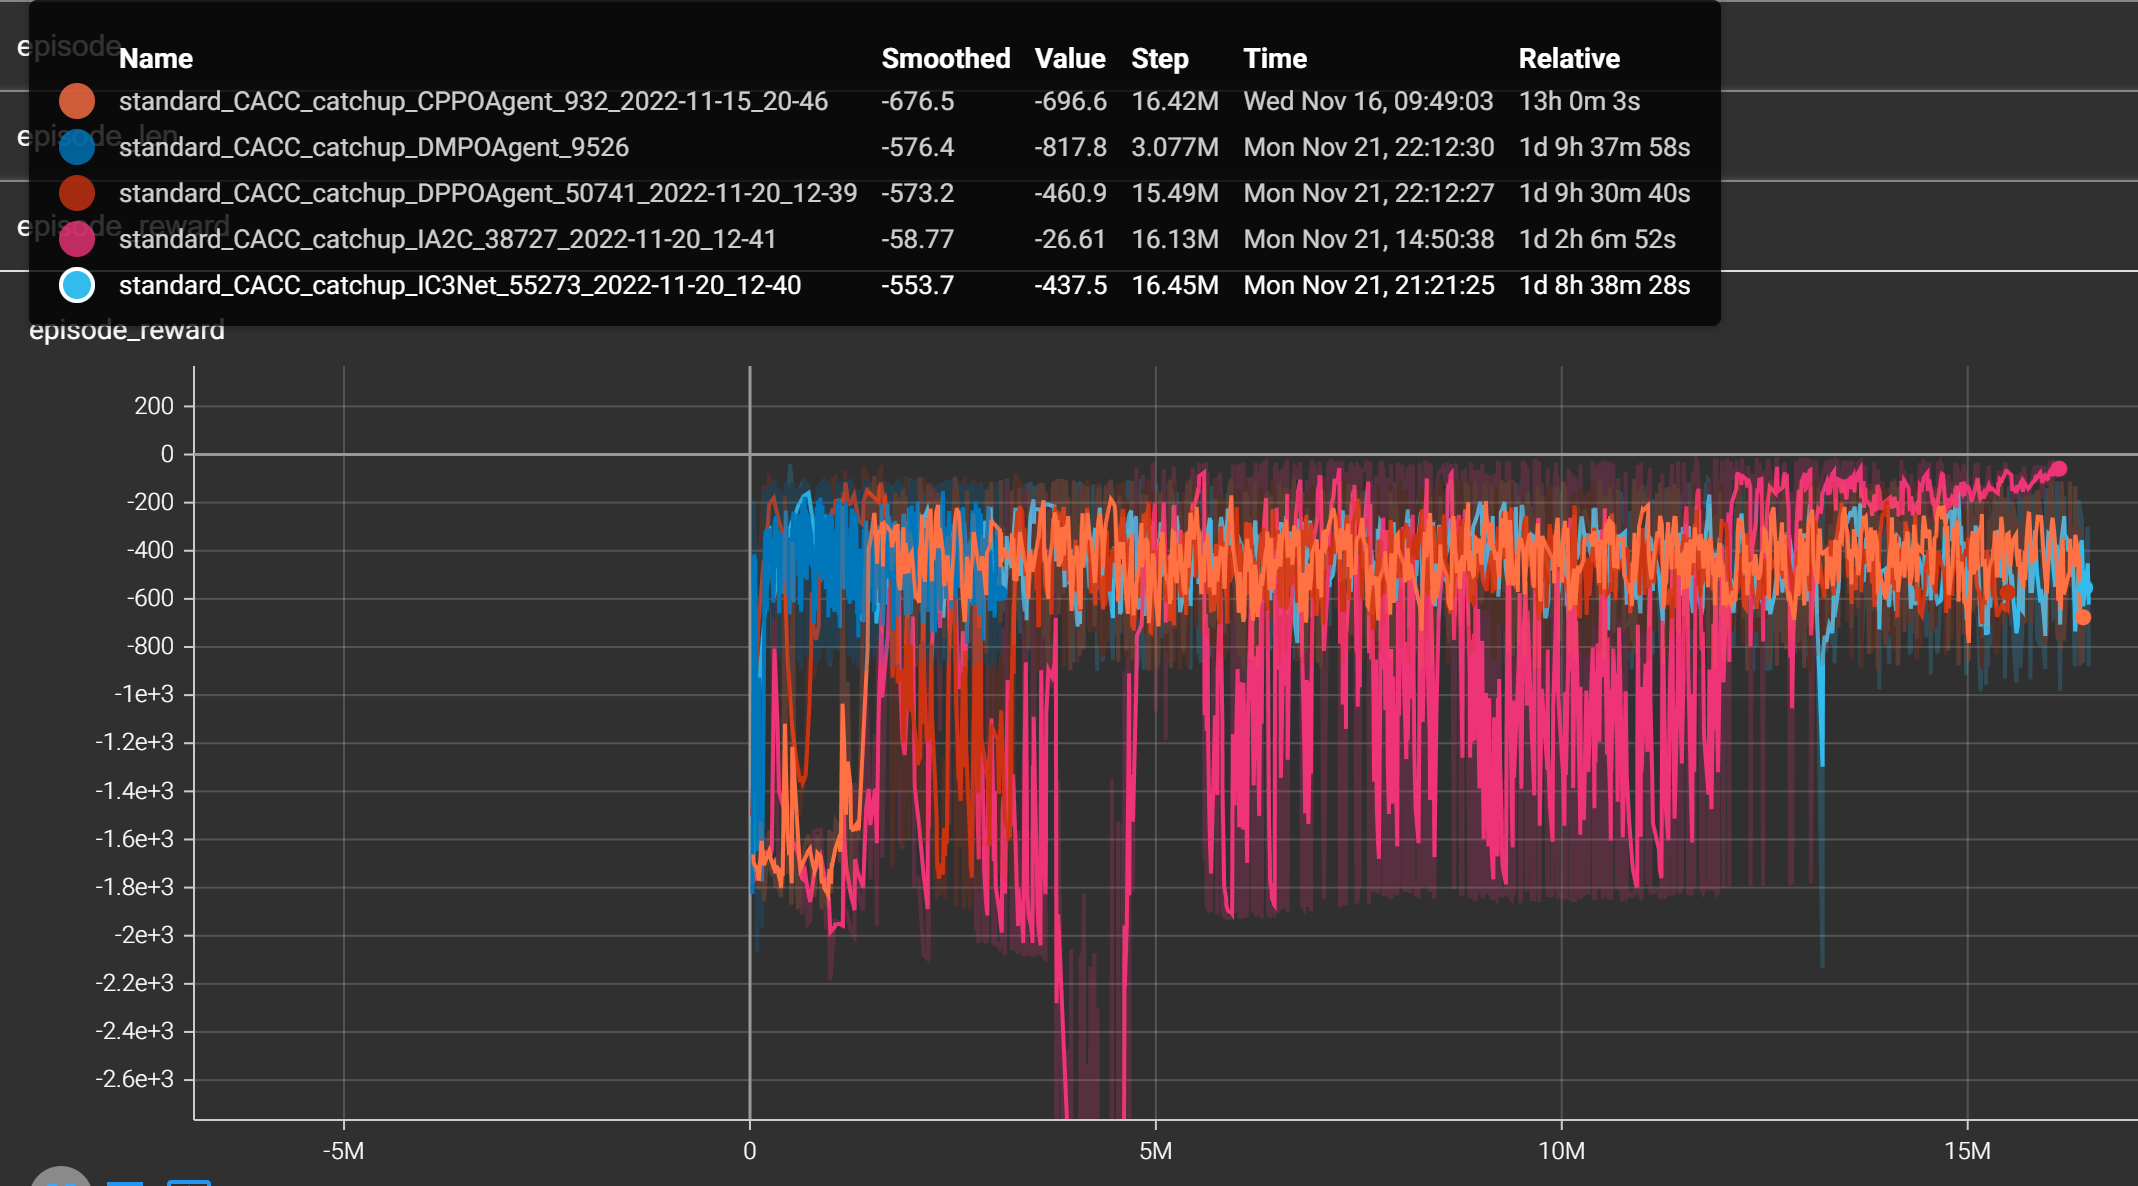 episode
Name Smoothed Value Step Time Relative
standard_CACC_catchup_CPPOAgent_932_2022-11-15_20-46 -676.5 -696.6 16.42M Wed Nov 16, 09:49:03 13h 0m 3s
episode_len
standard_CACC_catchup_DMPOAgent_9526 -576.4 -817.8 3.077M Mon Nov 21, 22:12:30 1d 9h 37m 58s
standard_CACC_catchup_DPPOAgent_50741_2022-11-20_12-39 -573.2 -460.9 15.49M Mon Nov 21, 22:12:27 1d 9h 30m 40s
episode_reward
standard_CACC_catchup_IA2C_38727_2022-11-20_12-41 -58.77 -26.61 16.13M Mon Nov 21, 14:50:38 1d 2h 6m 52s
standard_CACC_catchup_IC3Net_55273_2022-11-20_12-40 -553.7 -437.5 16.45M Mon Nov 21, 21:21:25 1d 8h 38m 28s
episode_reward
200
0
-200
-400
-600
-800
-1e+3
-1.2e+3
-1.4e+3
-1.6e+3
-1.8e+3
-2e+3
-2.2e+3
-2.4e+3
-2.6e+3
-5M 0 5M 10M 15M